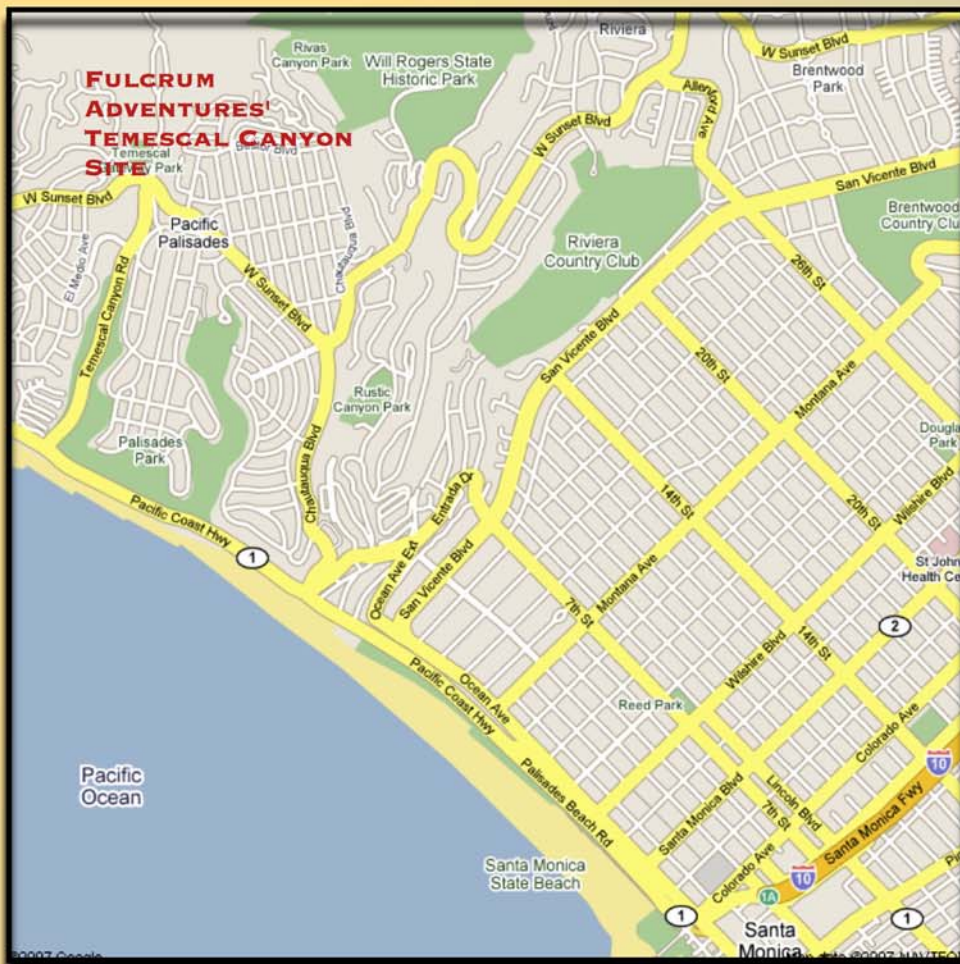 Riviera
W Sunset Blvd
Rivas
Canyon Park
Will Rogers State
Historic Park
Brentwood
Park
FULCRUM
ADVENTURES'
TEMESCAL CANYON
SITE
Allenford Ave
W Sunset Blvd
Temescal
Park
San Vicente Blvd
W Sunset Blvd
Pacific
Palisades
Chautauqua Blvd
Brentwood
Country Clu
El Medio Ave
Riviera
Country Club
Temescal Canyon Rd
W Sunset Blvd
26th St
San Vicente Blvd
20th St
Montana Ave
Rustic
Canyon Park
Palisades
Park
Dougla
Park
Chautauqua Blvd
Entrada Dr
14th St
20th St
Wilshire Blvd
Pacific Coast Hwy
1
Ocean Ave Ext
San Vicente Blvd
St John
Health Ce
7th St
Montana Ave
2
14th St
Wilshire Blvd
Pacific Coast Hwy
Ocean Ave
Reed Park
Colorado Ave
10
Pacific
Ocean
Palisades Beach Rd
Santa Monica Blvd
Lincoln Blvd
7th St
Santa Monica Fwy
Santa Monica
State Beach
Colorado Ave
10
1A
1
1
Santa
Monica